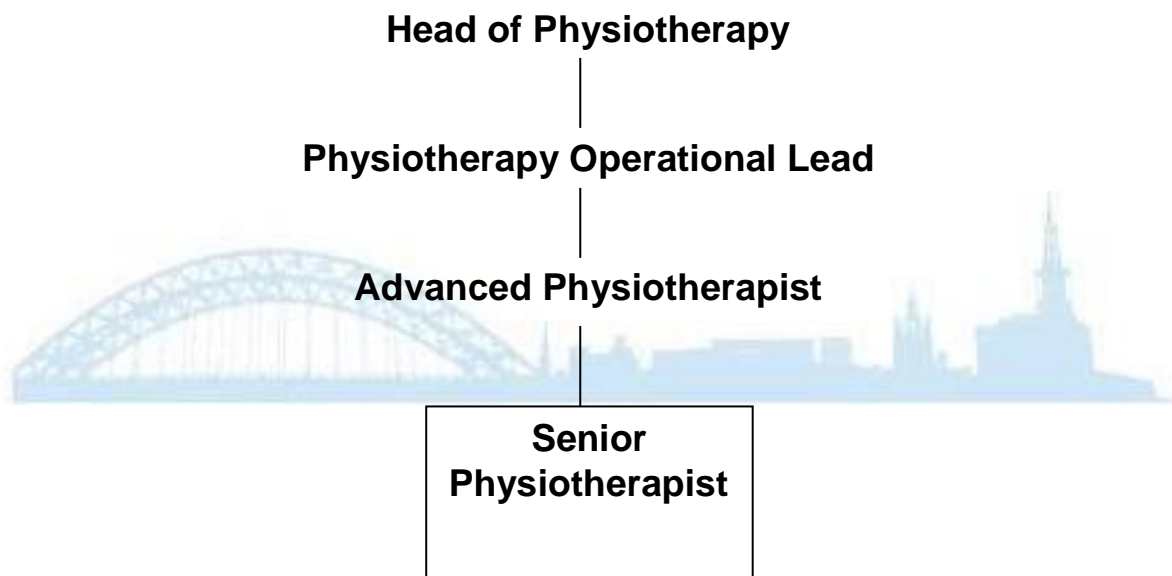 Head of Physiotherapy
Physiotherapy Operational Lead
Advanced Physiotherapist
Senior
Physiotherapist